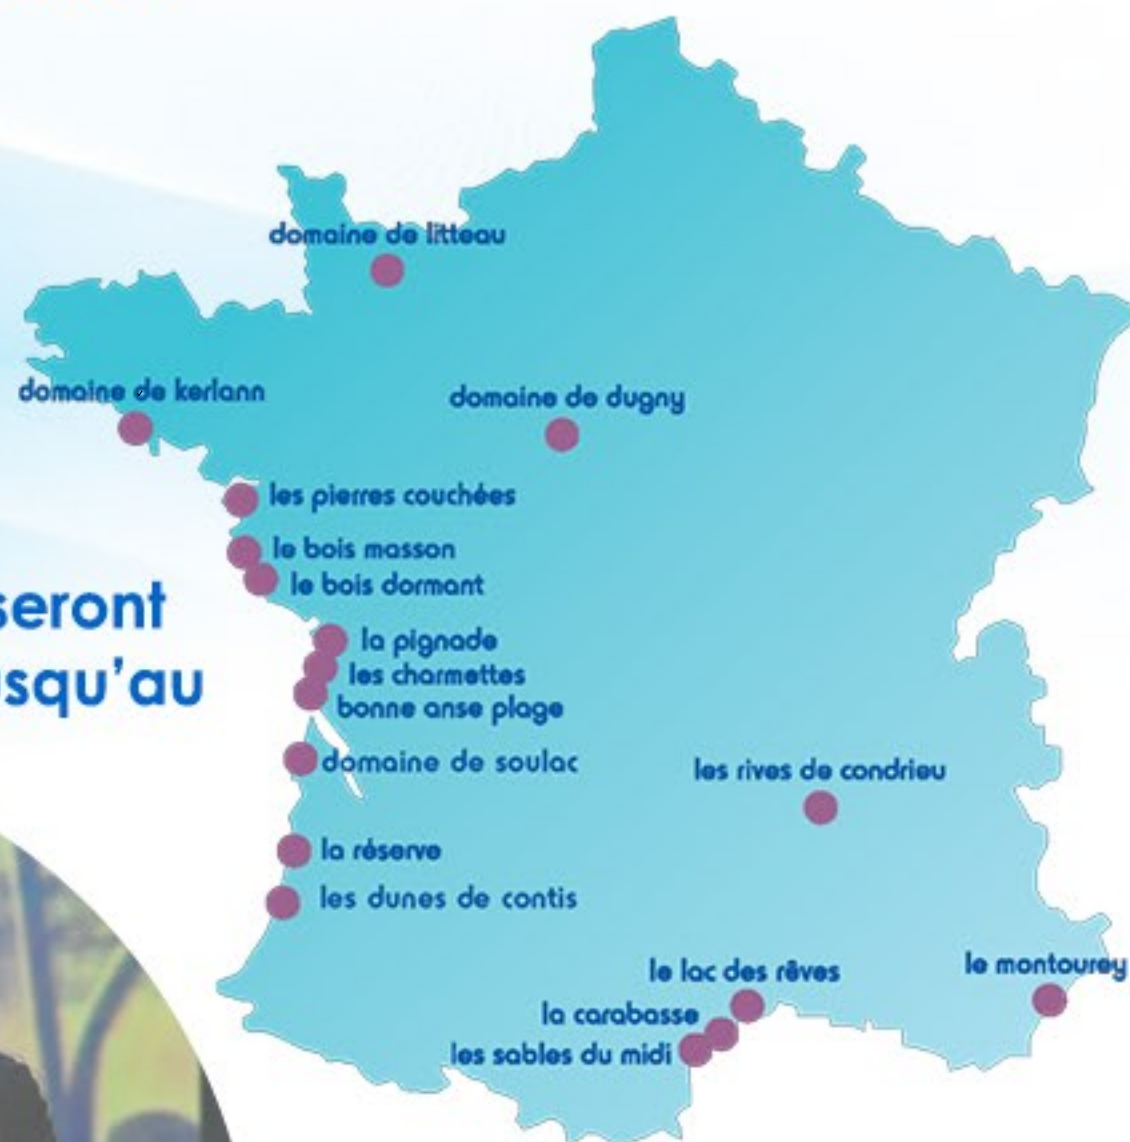 domaine de litteau
domaine de kerlann
domaine de dugny
les pierres couchées
le bois masson
le bois dormant
seront
usqu'au
la pignade
les charmettes
bonne anse plage
domaine de soulac
les rives de condrieu
la réserve
les dunes de contis
le lac des rêves
le montourey
la carabasse
les sables du midi